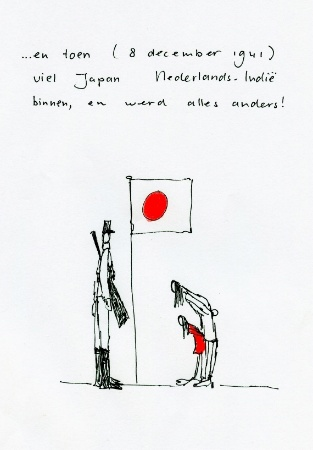 ...en toen ( 8 december 1941)
viel Japan Nederlands-Indië
binnen, en werd alles anders!